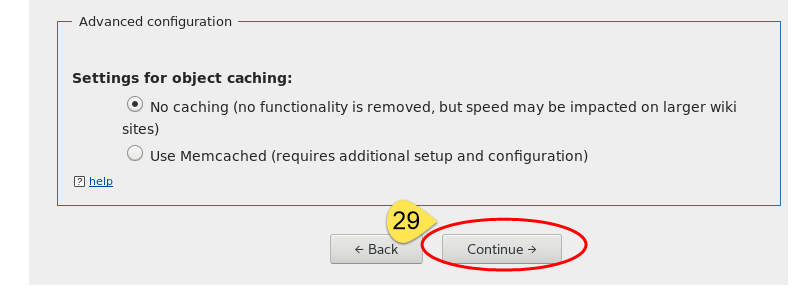 Advanced configuration
Settings for object caching:
No caching (no functionality is removed, but speed may be impacted on larger wiki
sites)
Use Memcached (requires additional setup and configuration)
? help
29
← Back
Continue →